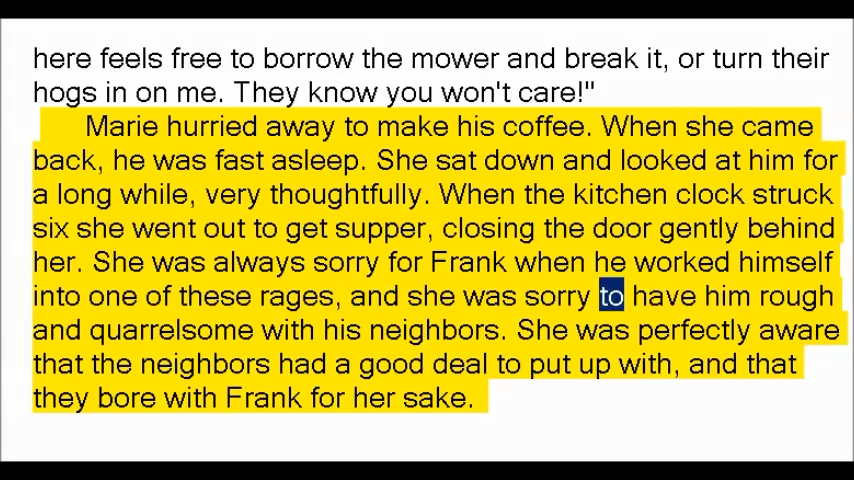 here feels free to borrow the mower and break it, or turn their
hogs in on me. They know you won't care!"
Marie hurried away to make his coffee. When she came
back, he was fast asleep. She sat down and looked at him for
a long while, very thoughtfully. When the kitchen clock struck
six she went out to get supper, closing the door gently behind
her. She was always sorry for Frank when he worked himself
into one of these rages, and she was sorry to have him rough
and quarrelsome with his neighbors. She was perfectly aware
that the neighbors had a good deal to put up with, and that
they bore with Frank for her sake.